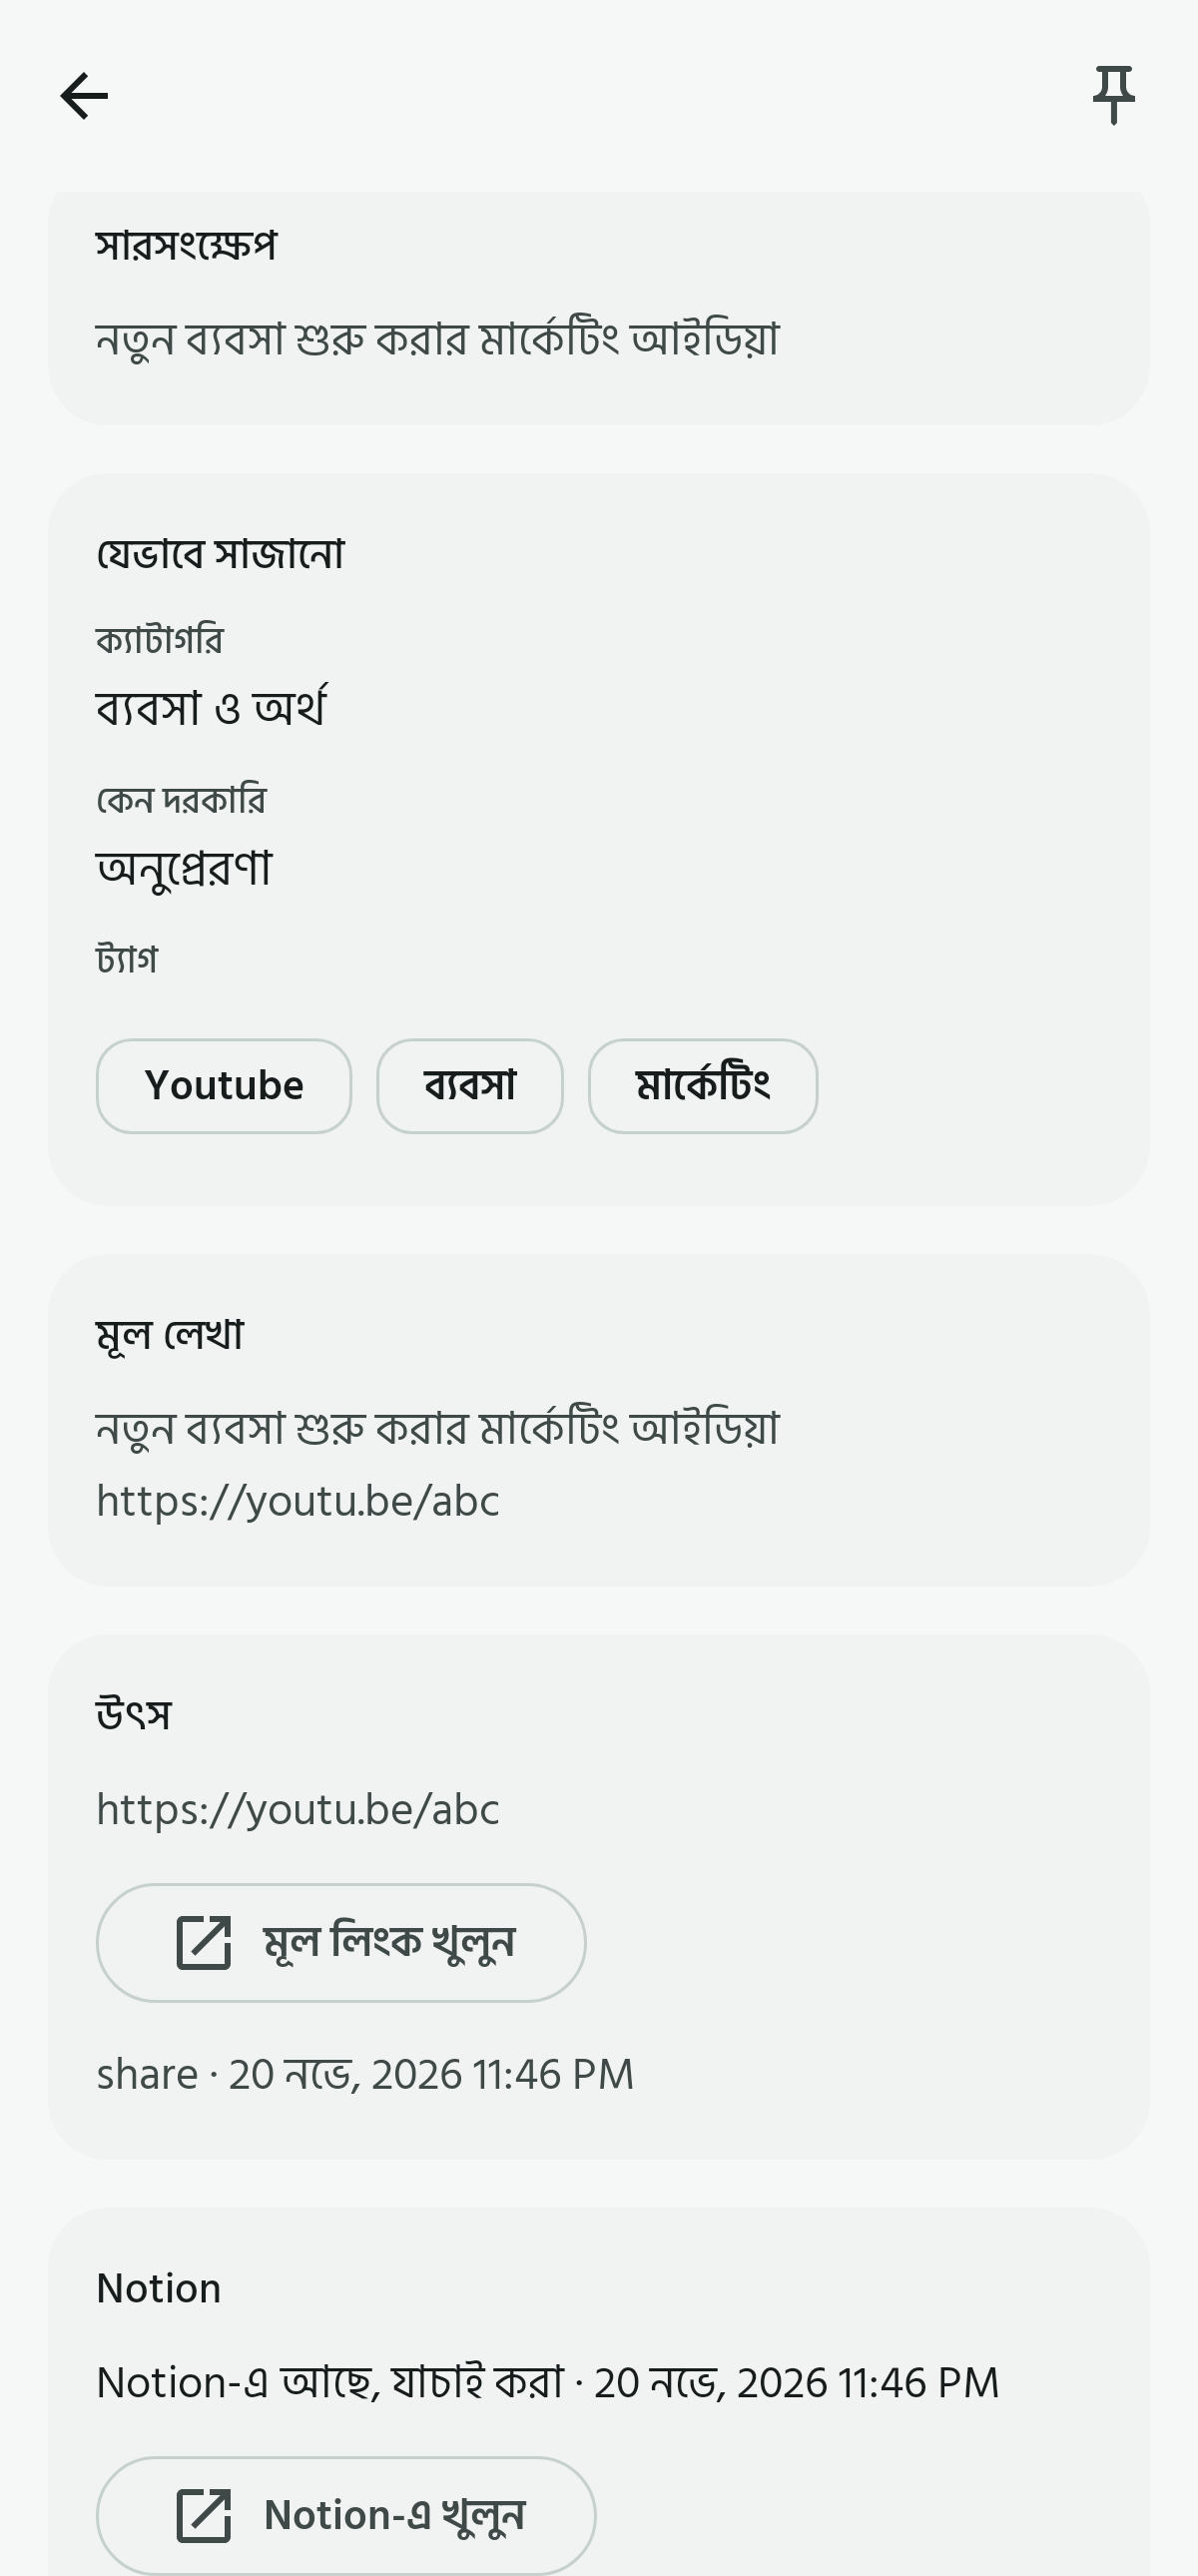 সারসংক্ষেপ
নতুন ব্যবসা শুরু করার মার্কেটিং আইডিয়া
যেভাবে সাজানো
ক্যাটাগরি
ব্যবসা ও অর্থ
কেন দরকারি
অনুপ্রেরণা
ট্যাগ
Youtube ব্যবসা মার্কেটিং
মূল লেখা
নতুন ব্যবসা শুরু করার মার্কেটিং আইডিয়া
https://youtu.be/abc
উৎস
https://youtu.be/abc
মূল লিংক খুলুন
share · 20 নভে, 2026 11:46 PM
Notion
Notion-এ আছে, যাচাই করা · 20 নভে, 2026 11:46 PM
Notion-এ খুলুন